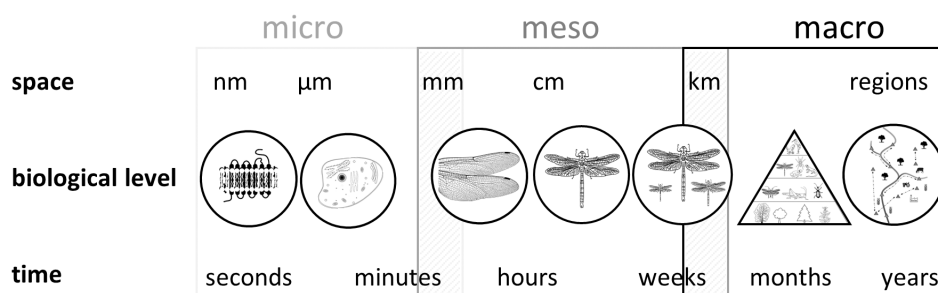 micro meso macro
space nm μm mm cm km regions
biological level
time seconds minutes hours weeks months years